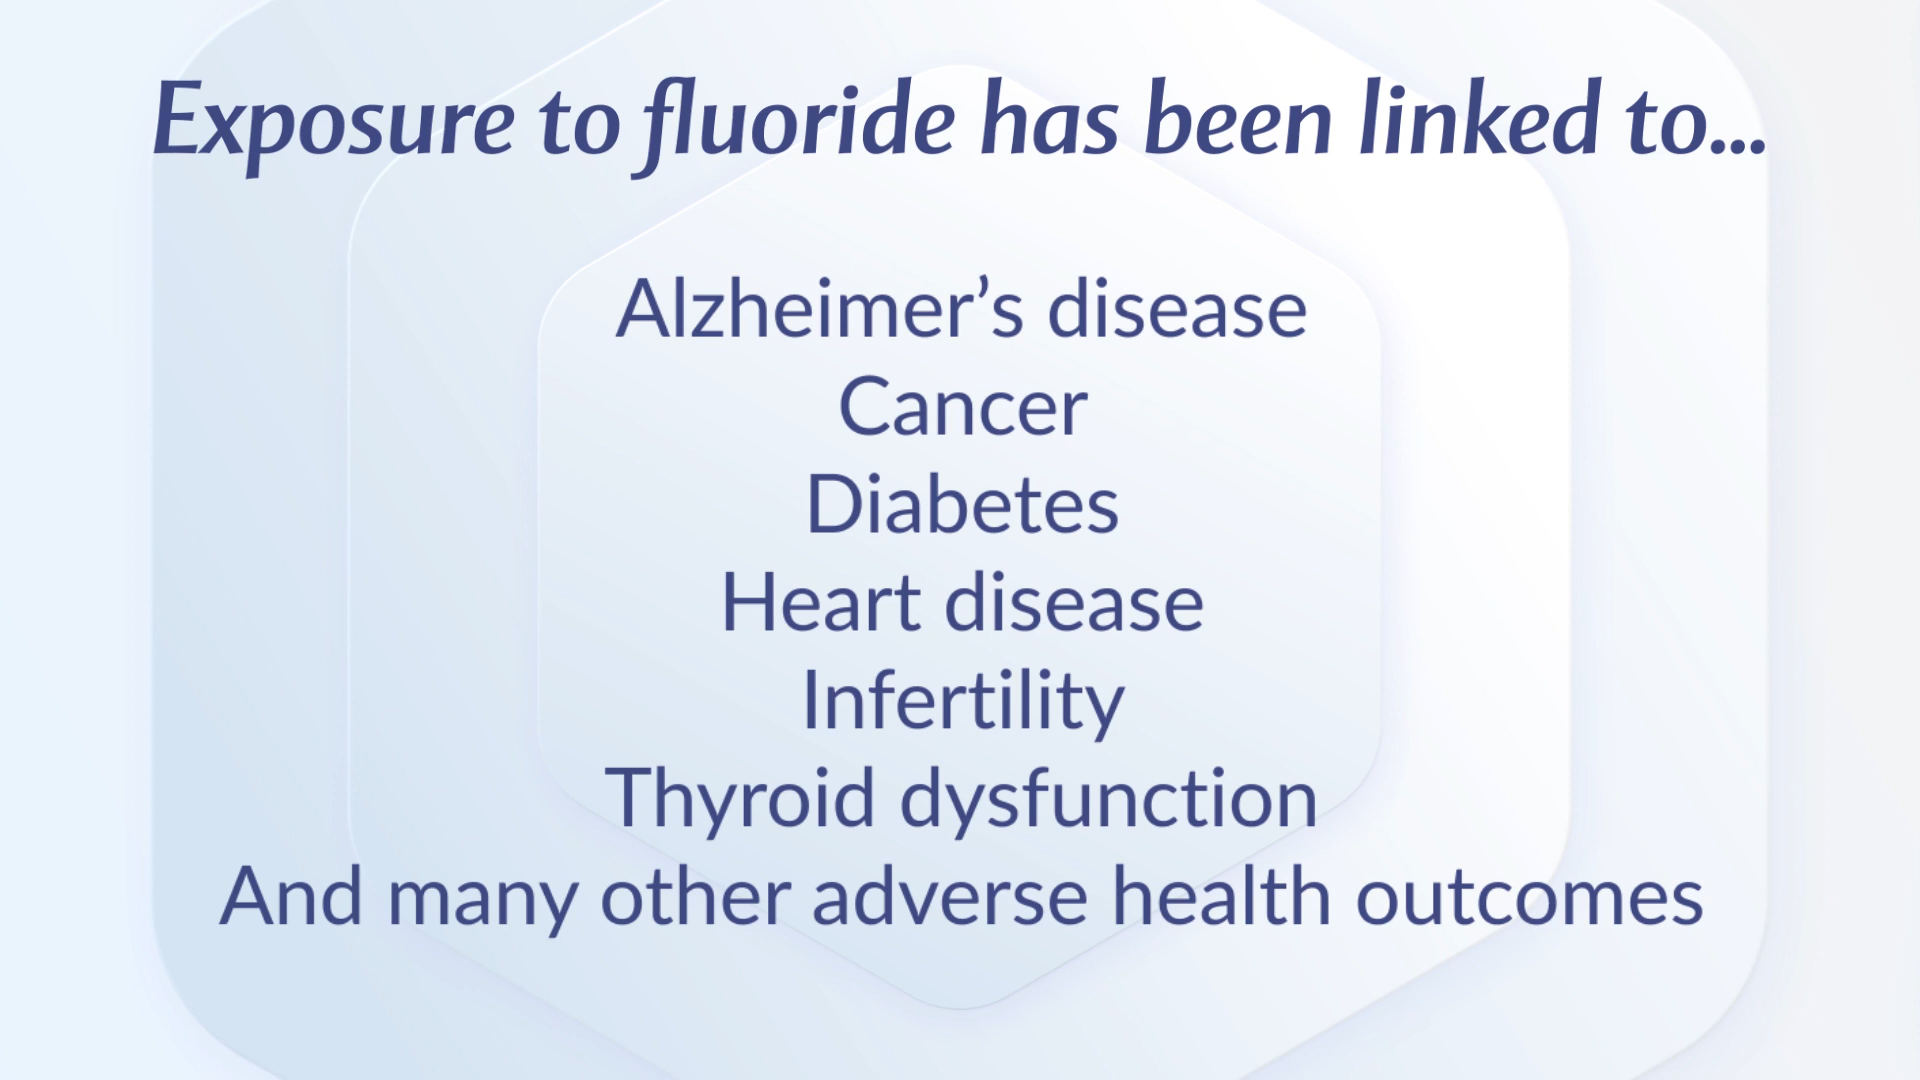 Exposure to fluoride has been linked to...
Alzheimer’s disease
Cancer
Diabetes
Heart disease
Infertility
Thyroid dysfunction
And many other adverse health outcomes